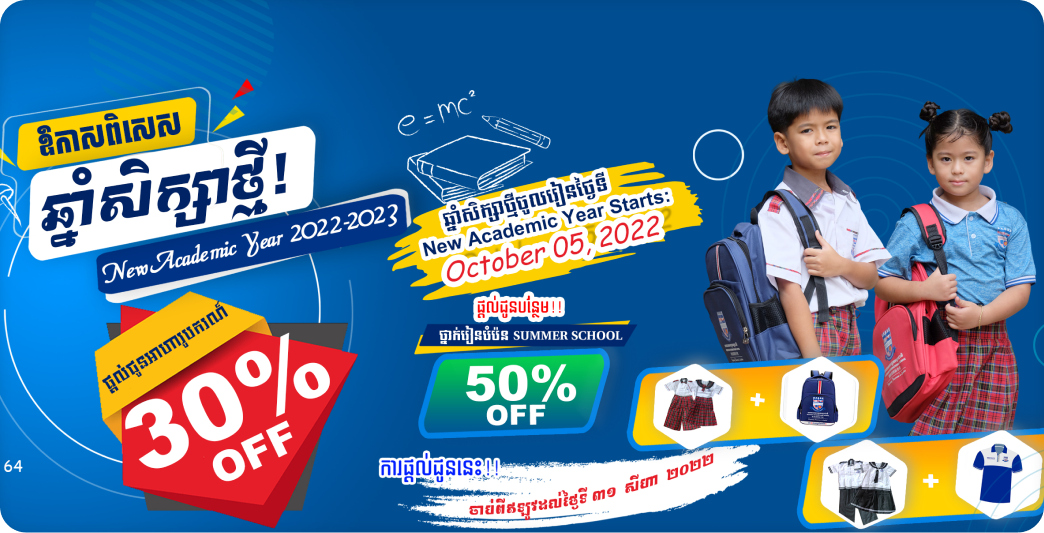 ឱកាសពិសេស
ឆ្នាំសិក្សាថ្មី!
New Academic Year 2022-2023
ផ្តល់ជូនអាហារូបករណ៍
30%
OFF
e=mc²
ឆ្នាំសិក្សាថ្មីចូលរៀនថ្ងៃទី
New Academic Year Starts:
October 05, 2022
ផ្តល់ជូនបន្ថែម!!
ថ្នាក់រៀនបំប៉ន SUMMER SCHOOL
50%
OFF
ការផ្តល់ជូននេះ!!
ចាប់ពីឥឡូវដល់ថ្ងៃទី ៣១ សីហា ២០២២
+
+
64